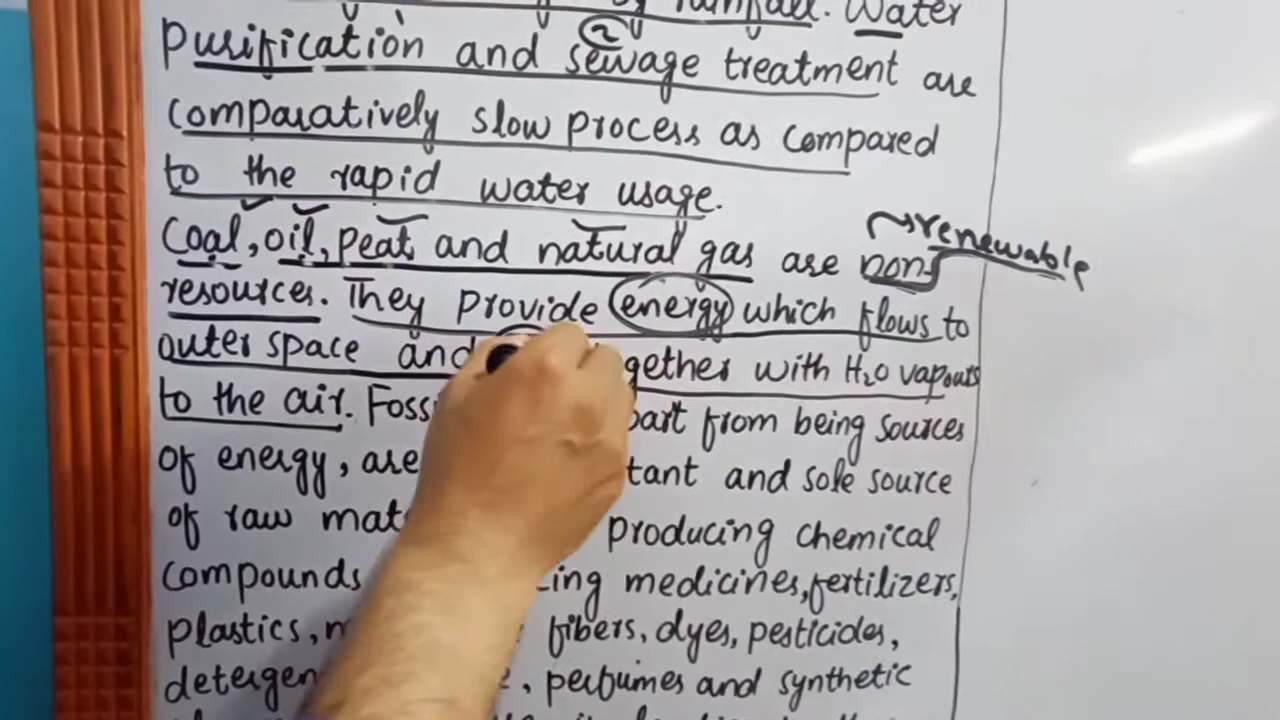 rainfall. Water
purification and sewage treatment are
2
comparatively slow process as compared
to the rapid water usage.
Coal, oil, peat and natural gas are non-renewable
resources. They provide energy which flows to
outer space and gether with H2O vapours
to the air. Foss part from being sources
of energy, are tant and sole source
of raw mat producing chemical
compounds ing medicines, fertilizers,
plastics, fibers, dyes, pesticides,
detergen , perfumes and synthetic